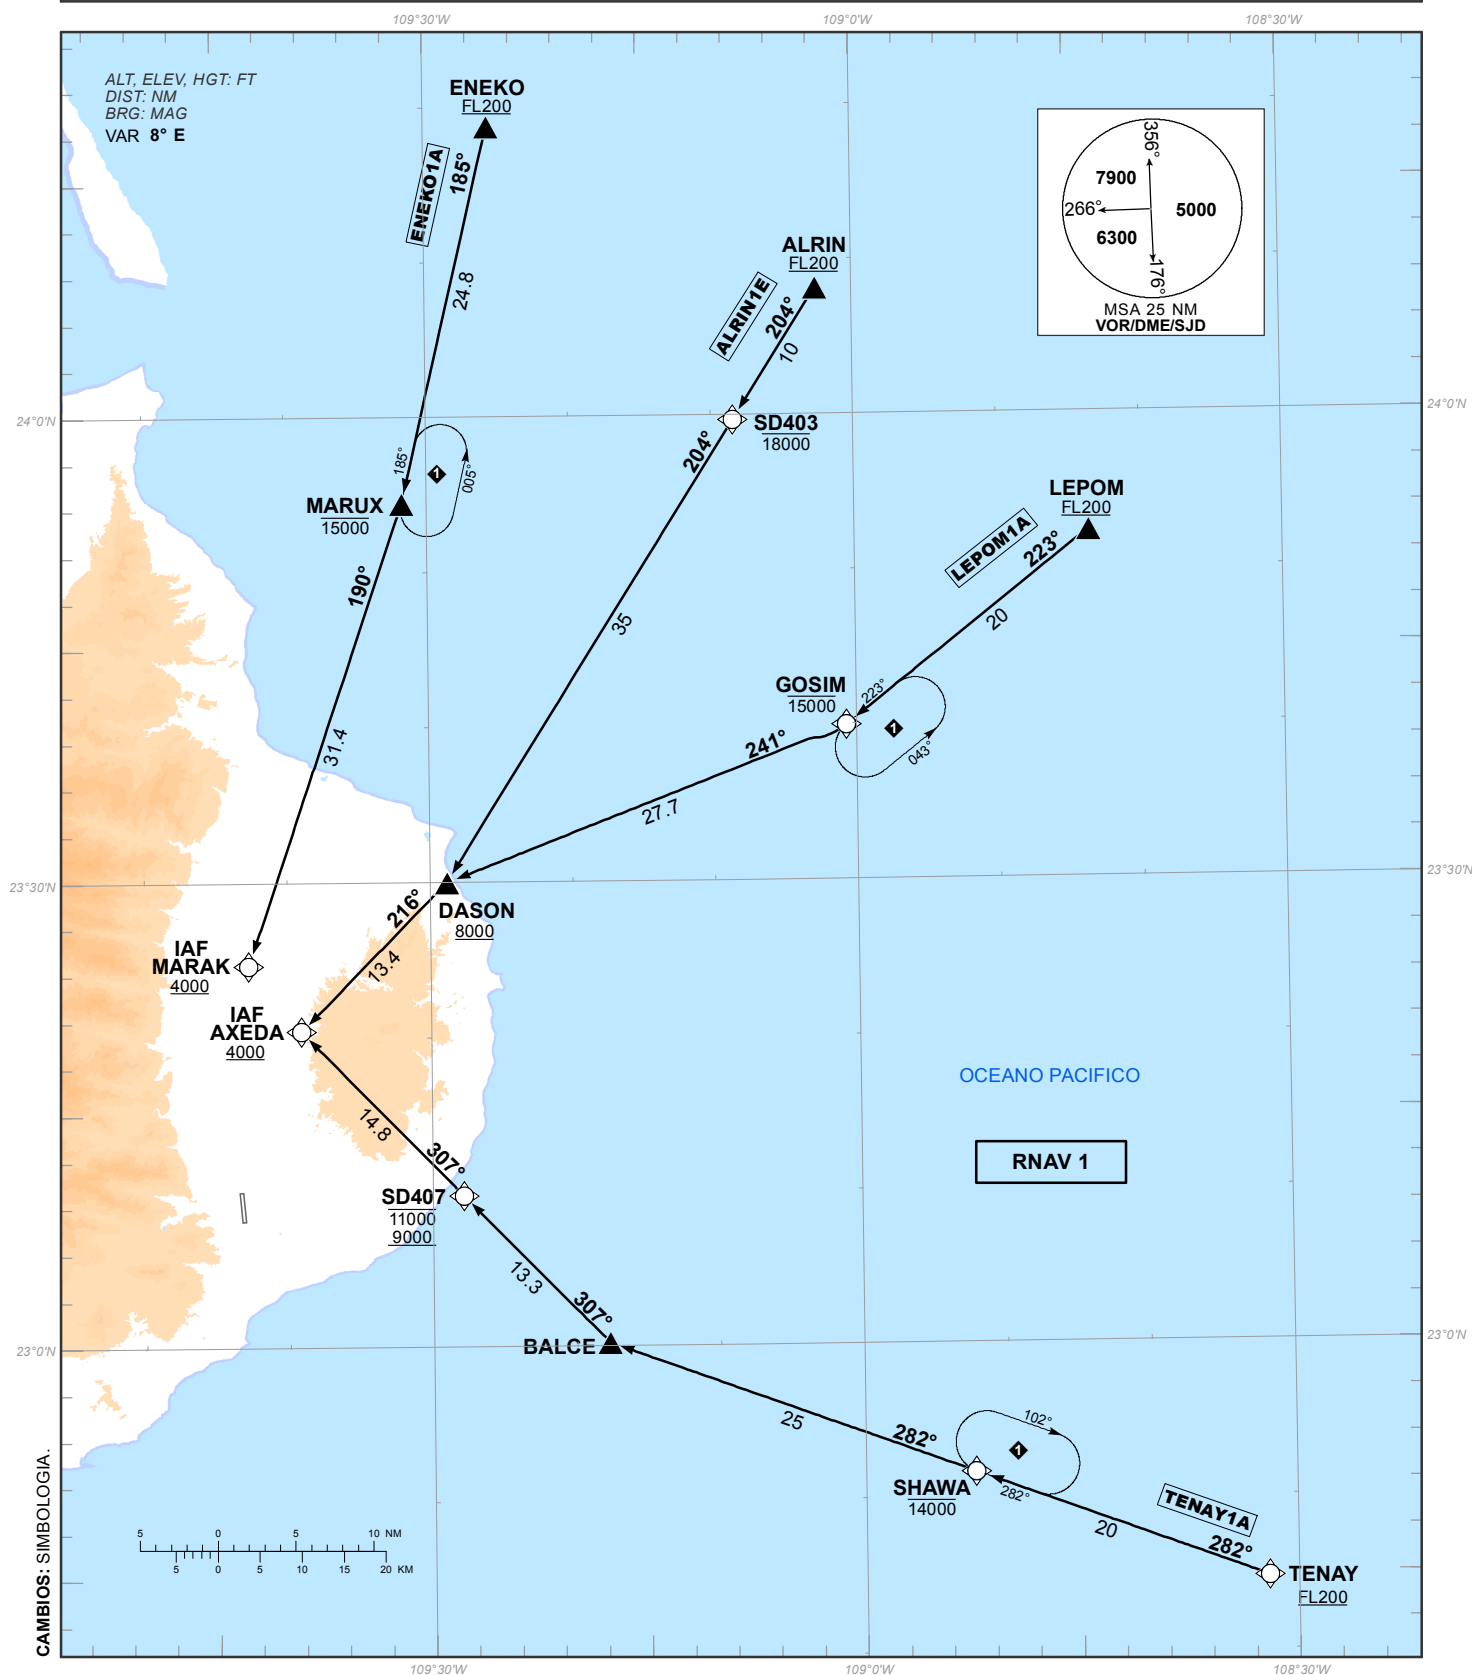 109°30'W
109°0'W
108°30'W
ALT, ELEV, HGT: FT
DIST: NM
BRG: MAG
VAR 8° E
ENEKO
FL200
ENEKO1A
185°
24.8
356°
7900
266°
5000
6300
176°
MSA 25 NM
VOR/DME/SJD
ALRIN
FL200
ALRIN1E
204°
10
24°0'N
24°0'N
SD403
18000
204°
185°
1
005°
MARUX
15000
LEPOM
FL200
LEPOM1A
223°
20
190°
35
GOSIM
15000
223°
1
043°
241°
31.4
27.7
23°30'N
23°30'N
216°
DASON
8000
13.4
IAF
MARAK
4000
IAF
AXEDA
4000
OCEANO PACIFICO
14.8
307°
RNAV 1
SD407
11000
9000
13.3
307°
BALCE
23°0'N
23°0'N
25
282°
102°
1
SHAWA
14000
282°
TENAY1A
20
282°
TENAY
FL200
CAMBIOS: SIMBOLOGIA.
5 0 5 10 NM
5 0 5 10 15 20 KM
109°30'W
109°0'W
108°30'W